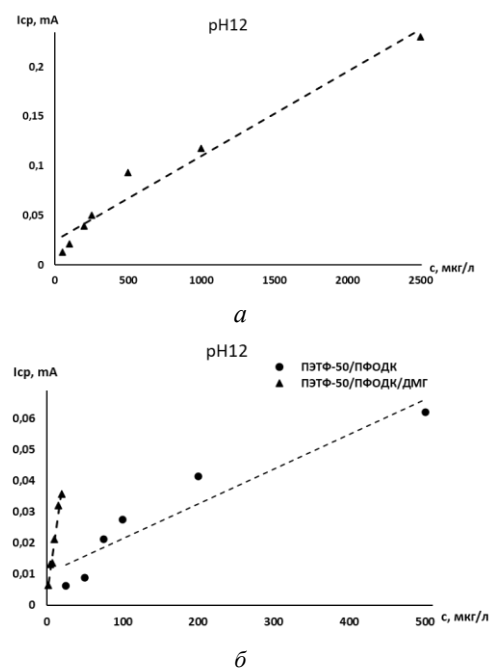 Iср, mA
pH12
0,2
0,15
0,1
0,05
0
0 500 1000 1500 2000 2500
с, мкг/л
а
pH12
Iср, mA
ПЭТФ-50/ПФОДК
ПЭТФ-50/ПФОДК/ДМГ
0,06
0,05
0,04
0,03
0,02
0,01
0
0 100 200 300 400 500
с, мкг/л
б